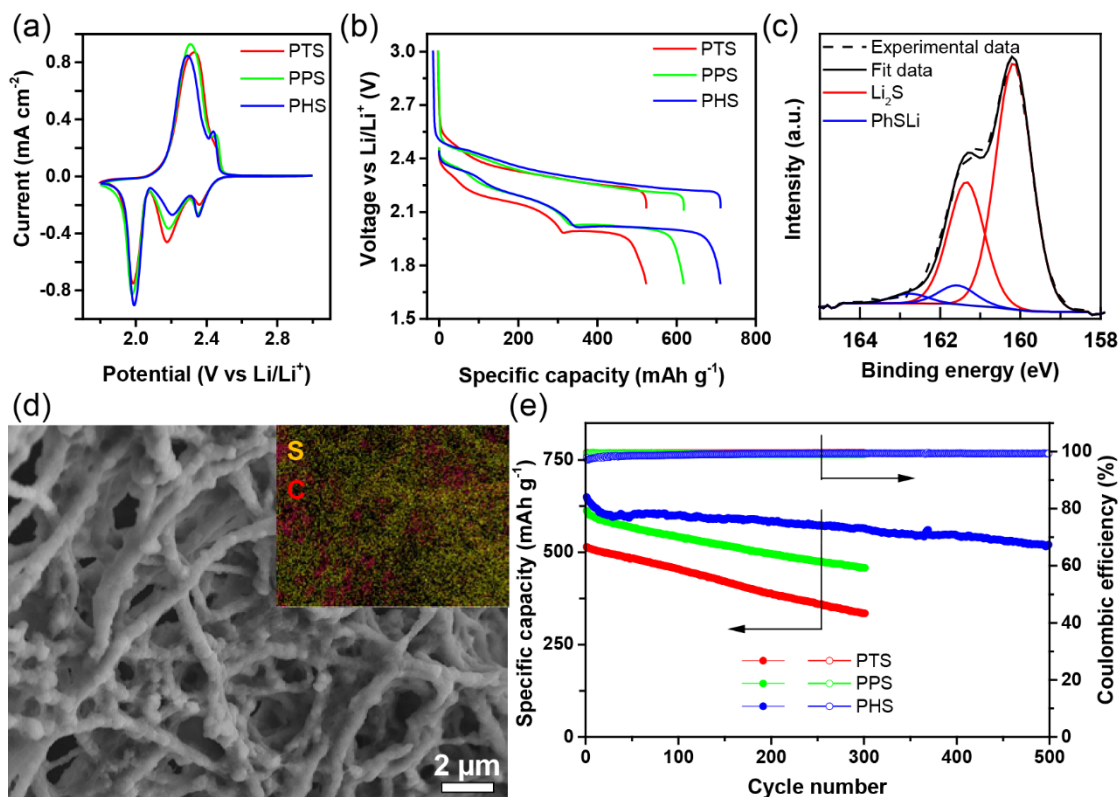 (a)
Current (mA cm⁻²)
0.8
0.4
0.0
-0.4
-0.8
2.0
2.4
2.8
Potential (V vs Li/Li⁺)
PTS
PPS
PHS
(b)
Voltage vs Li/Li⁺ (V)
3.0
2.7
2.4
2.1
1.8
1.5
0
200
400
600
800
Specific capacity (mAh g⁻¹)
PTS
PPS
PHS
(c)
Intensity (a.u.)
164
162
160
158
Binding energy (eV)
Experimental data
Fit data
Li₂S
PhSLi
(d)
S
C
2 μm
(e)
Specific capacity (mAh g⁻¹)
750
500
250
0
0
100
200
300
400
500
Cycle number
100
80
60
40
20
0
Coulombic efficiency (%)
PTS
PPS
PHS